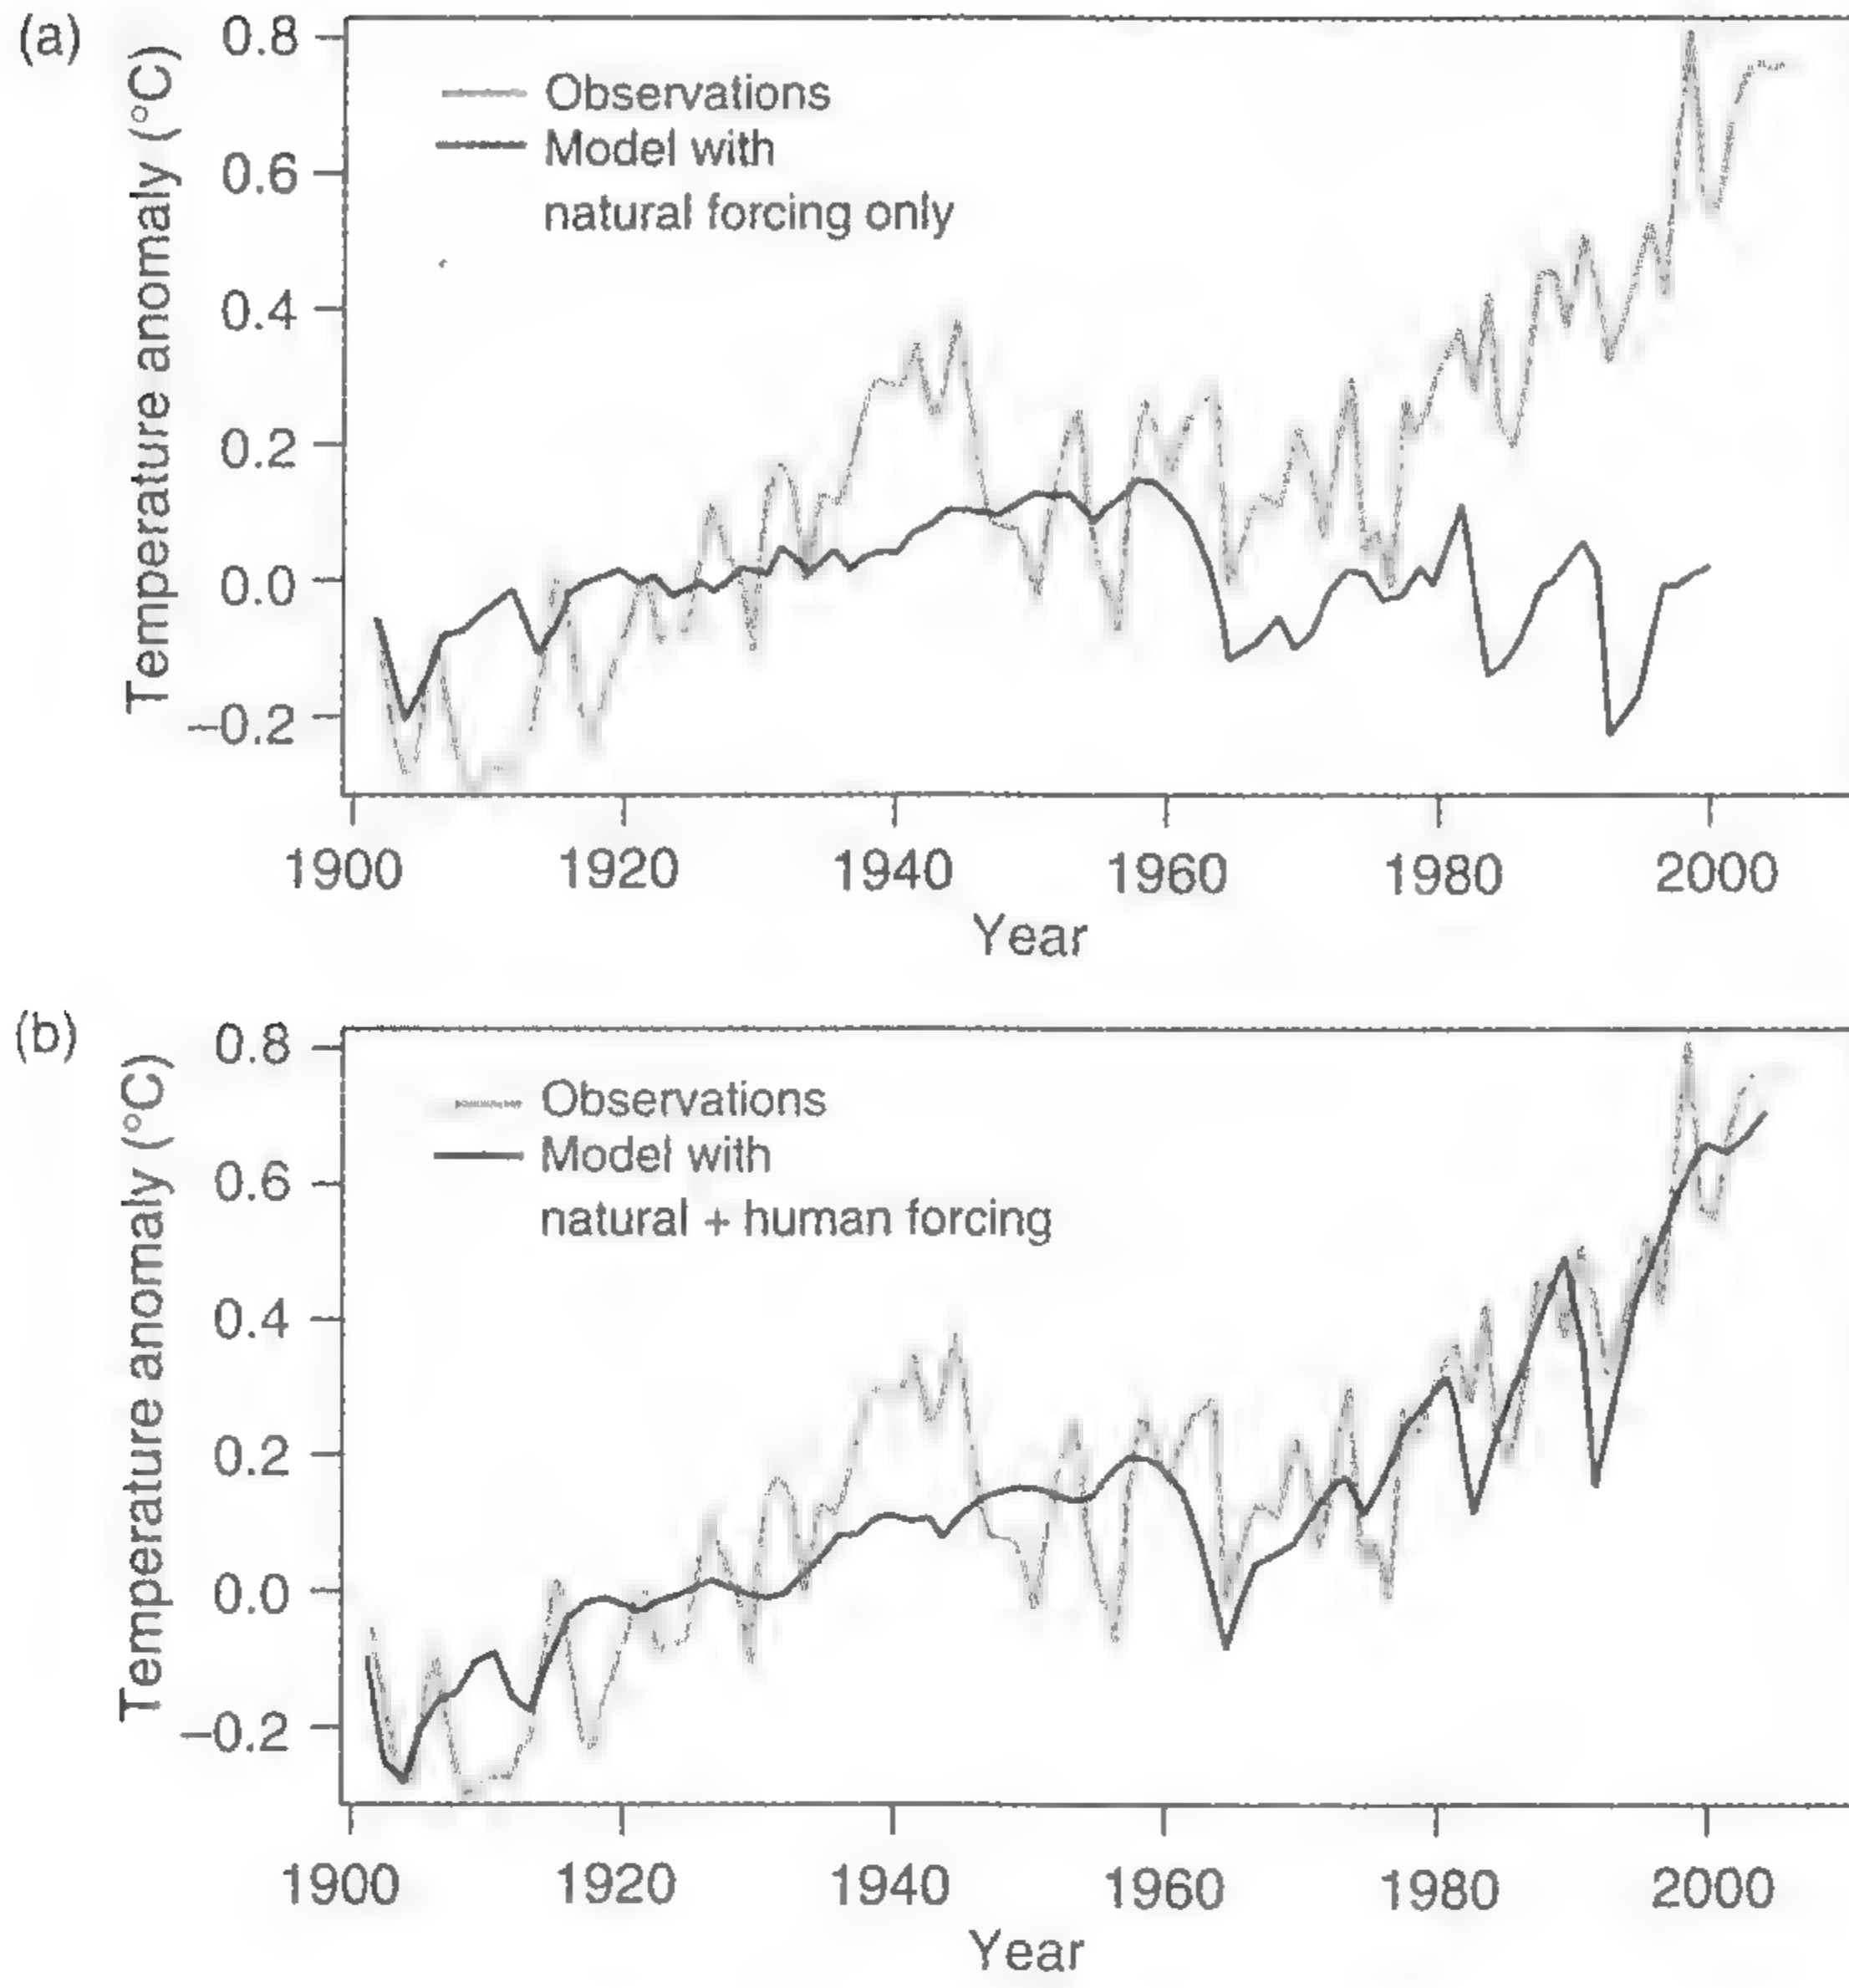 (a)
0.8
0.6
0.4
0.2
0.0
–0.2
Temperature anomaly (°C)
Observations
Model with
natural forcing only
1900 1920 1940 1960 1980 2000
Year
(b)
0.8
0.6
0.4
0.2
0.0
–0.2
Temperature anomaly (°C)
Observations
Model with
natural + human forcing
1900 1920 1940 1960 1980 2000
Year